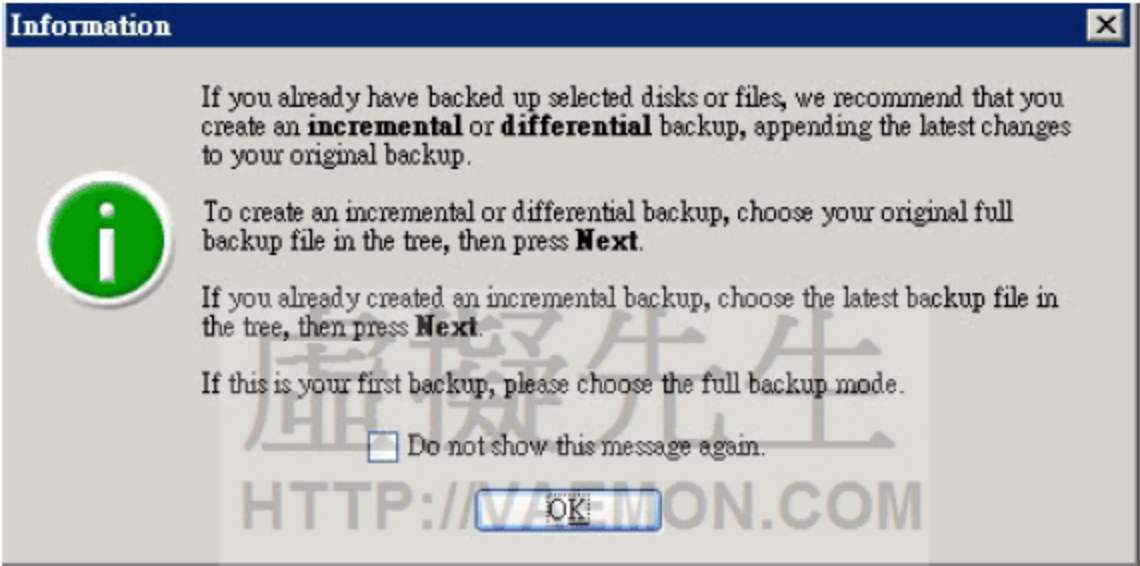 Information
If you already have backed up selected disks or files, we recommend that you
create an incremental or differential backup, appending the latest changes
to your original backup.
To create an incremental or differential backup, choose your original full
backup file in the tree, then press Next.
If you already created an incremental backup, choose the latest backup file in
the tree, then press Next.
If this is your first backup, please choose the full backup mode.
虛擬先生
Do not show this message again.
HTTP://VAEMON.COM
OK